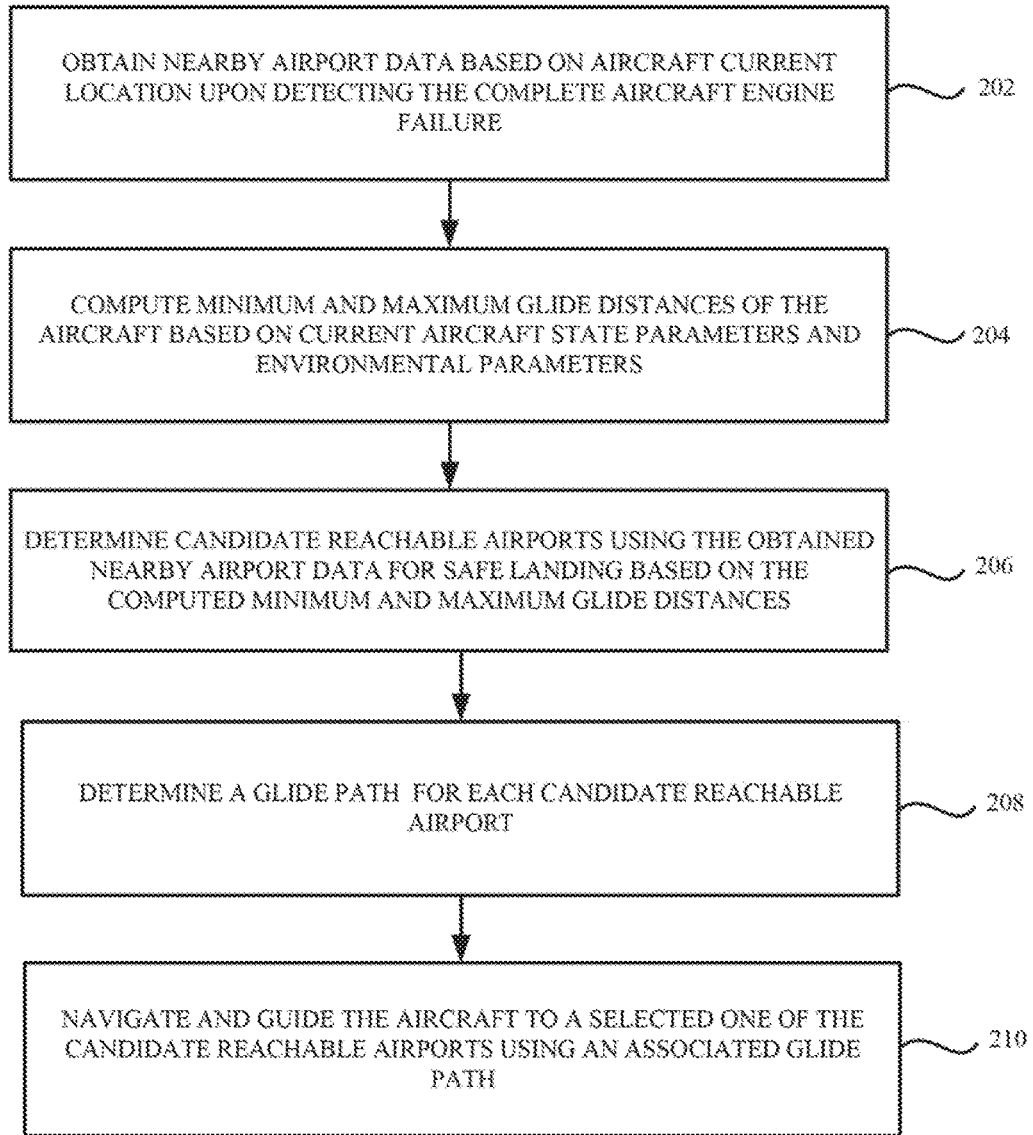 OBTAIN NEARBY AIRPORT DATA BASED ON AIRCRAFT CURRENT
LOCATION UPON DETECTING THE COMPLETE AIRCRAFT ENGINE
FAILURE
202
COMPUTE MINIMUM AND MAXIMUM GLIDE DISTANCES OF THE
AIRCRAFT BASED ON CURRENT AIRCRAFT STATE PARAMETERS AND
ENVIRONMENTAL PARAMETERS
204
DETERMINE CANDIDATE REACHABLE AIRPORTS USING THE OBTAINED
NEARBY AIRPORT DATA FOR SAFE LANDING BASED ON THE
COMPUTED MINIMUM AND MAXIMUM GLIDE DISTANCES
206
DETERMINE A GLIDE PATH FOR EACH CANDIDATE REACHABLE
AIRPORT
208
NAVIGATE AND GUIDE THE AIRCRAFT TO A SELECTED ONE OF THE
CANDIDATE REACHABLE AIRPORTS USING AN ASSOCIATED GLIDE
PATH
210